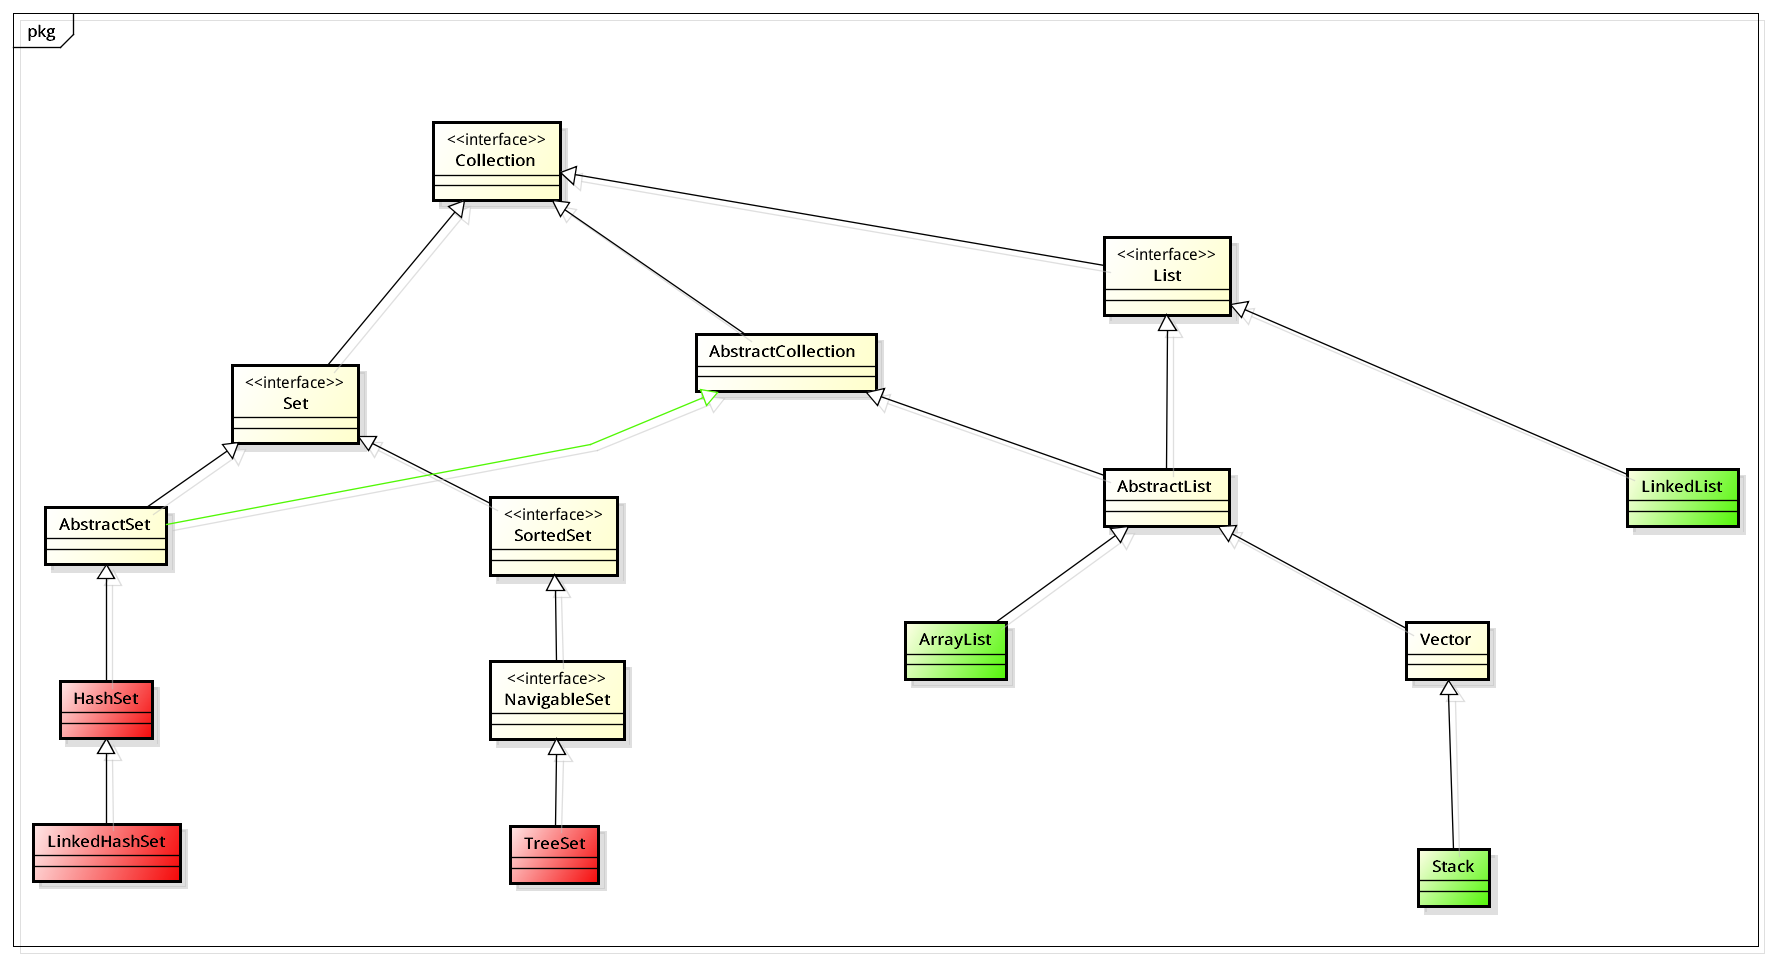 pkg
<<interface>>
Collection
<<interface>>
List
AbstractCollection
<<interface>>
Set
AbstractList
LinkedList
AbstractSet
<<interface>>
SortedSet
ArrayList
Vector
HashSet
<<interface>>
NavigableSet
LinkedHashSet
TreeSet
Stack